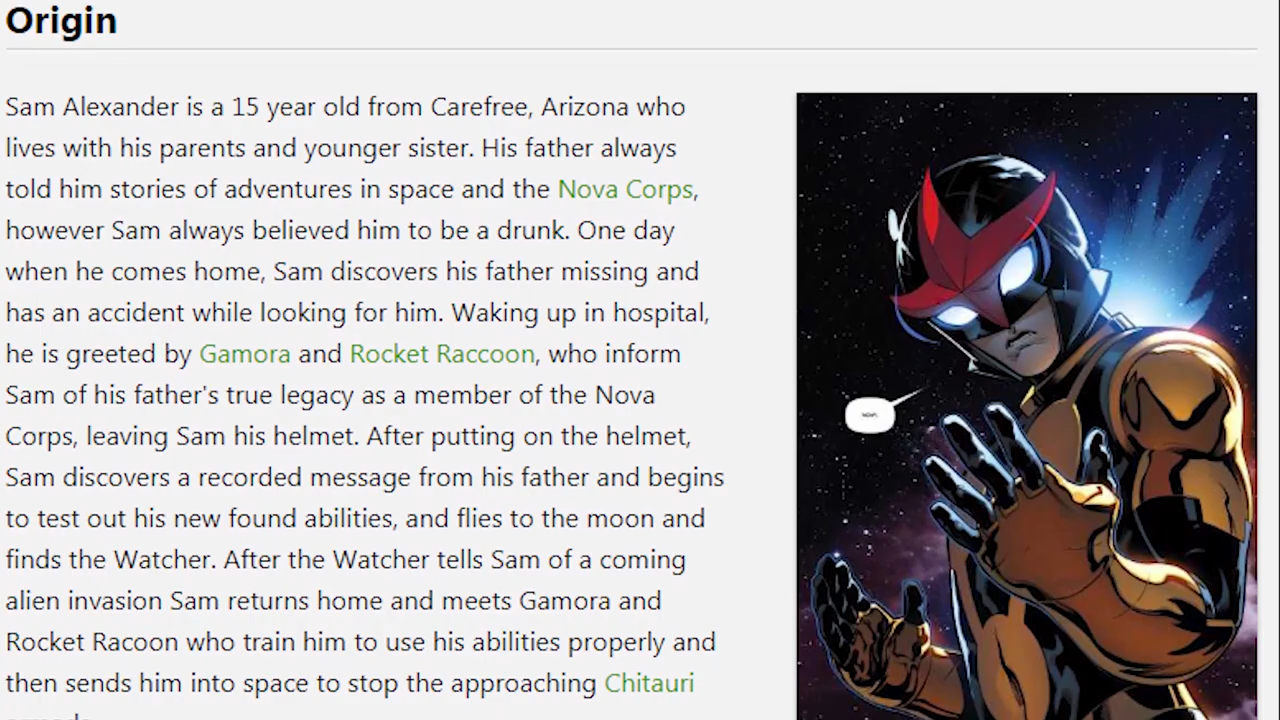 Origin
Sam Alexander is a 15 year old from Carefree, Arizona who
lives with his parents and younger sister. His father always
told him stories of adventures in space and the Nova Corps,
however Sam always believed him to be a drunk. One day
when he comes home, Sam discovers his father missing and
has an accident while looking for him. Waking up in hospital,
he is greeted by Gamora and Rocket Raccoon, who inform
Sam of his father's true legacy as a member of the Nova
Corps, leaving Sam his helmet. After putting on the helmet,
Sam discovers a recorded message from his father and begins
to test out his new found abilities, and flies to the moon and
finds the Watcher. After the Watcher tells Sam of a coming
alien invasion Sam returns home and meets Gamora and
Rocket Racoon who train him to use his abilities properly and
then sends him into space to stop the approaching Chitauri